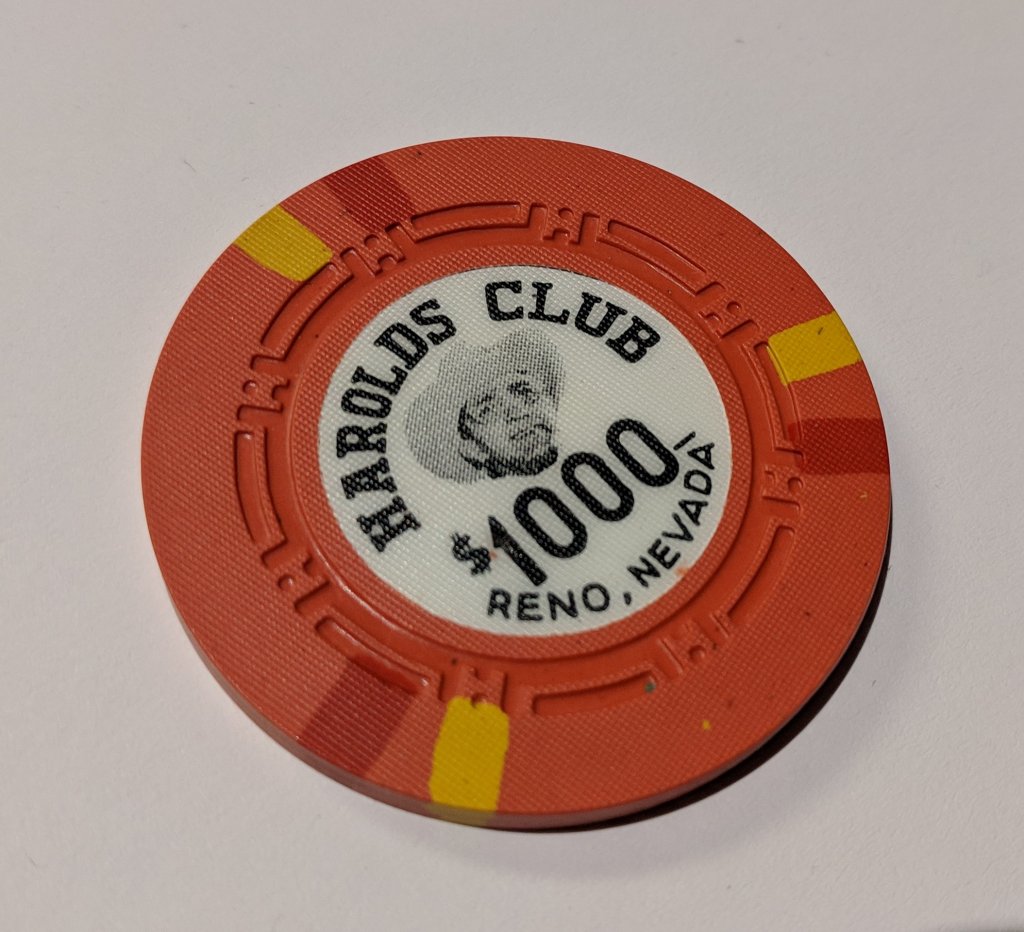 HAROLDS CLUB
$1000
RENO, NEVADA